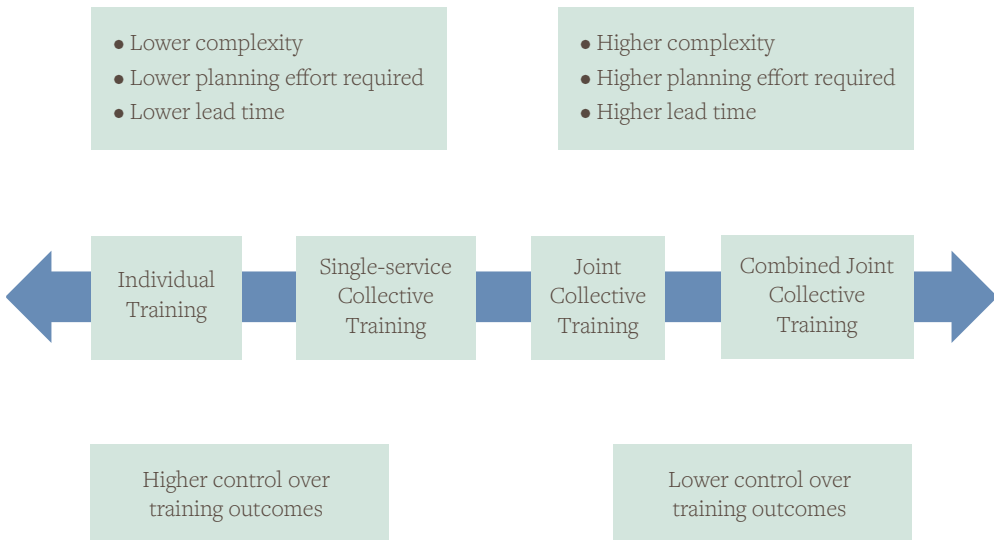 ● Lower complexity
● Lower planning effort required
● Lower lead time
● Higher complexity
● Higher planning effort required
● Higher lead time
Individual
Training
Single-service
Collective
Training
Joint
Collective
Training
Combined Joint
Collective
Training
Higher control over
training outcomes
Lower control over
training outcomes